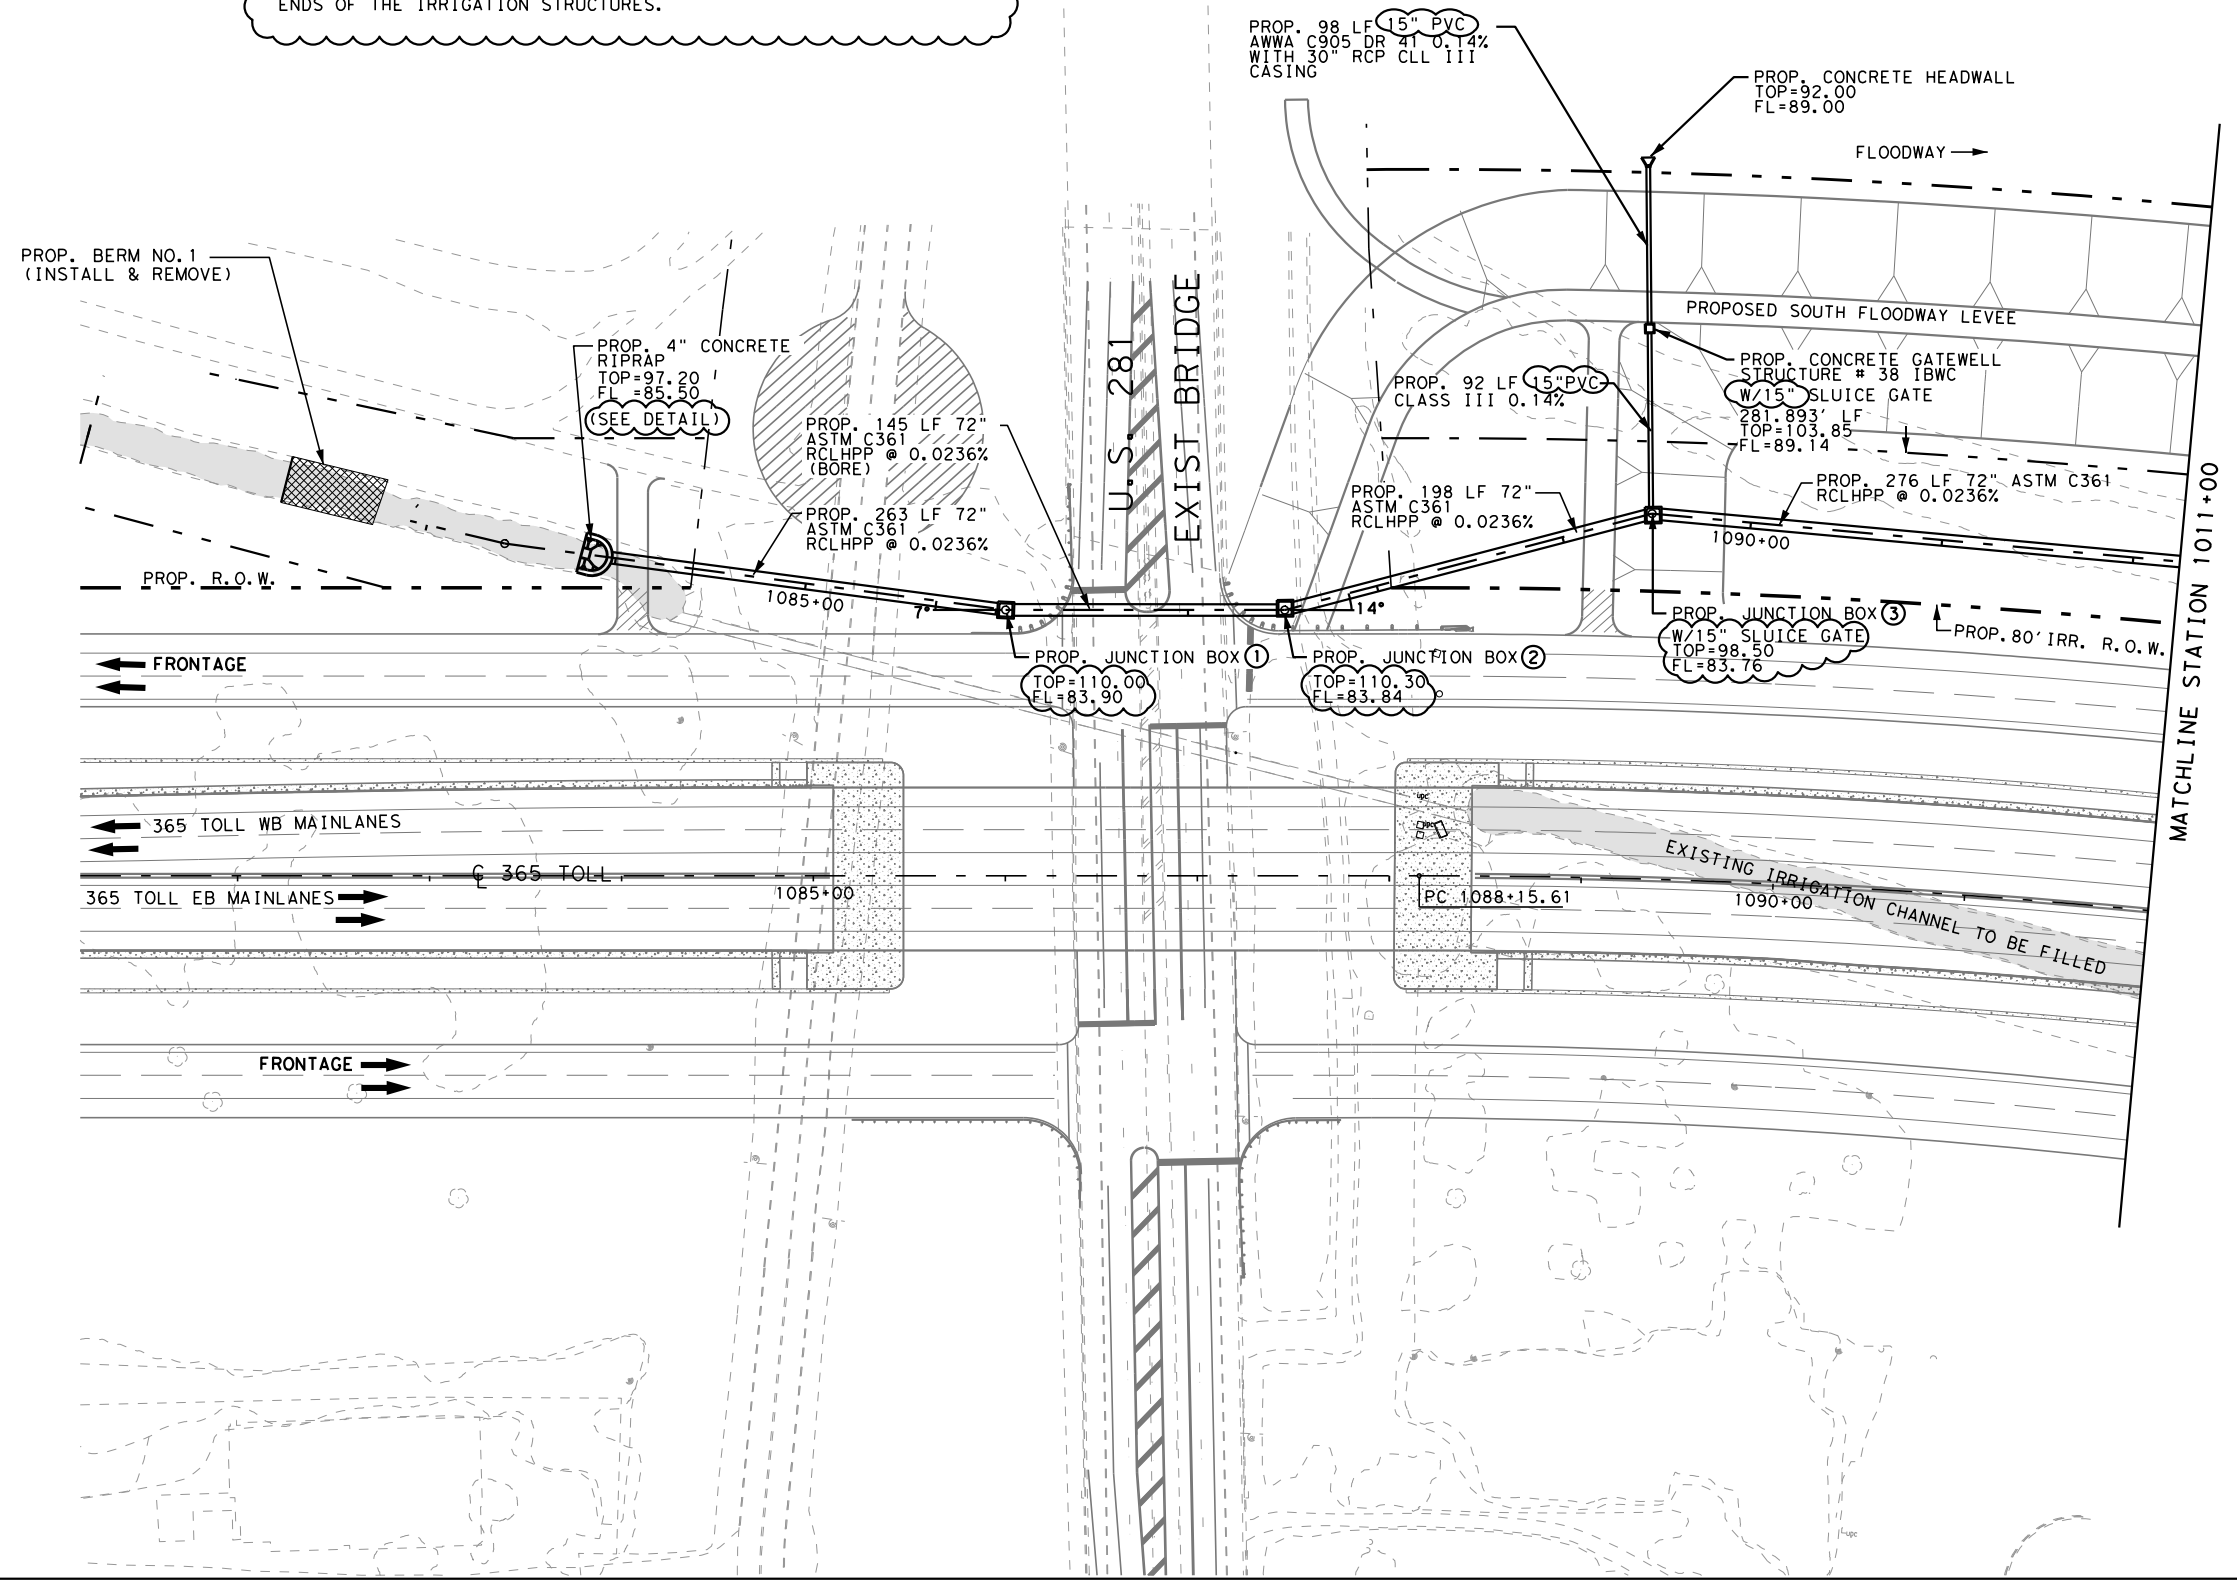 ENDS OF THE IRRIGATION STRUCTURES.
PROP. 98 LF 15" PVC
AWWA C905 DR 41 0.14%
WITH 30" RCP CLL III
CASING
PROP. CONCRETE HEADWALL
TOP=92.00
FL=89.00
FLOODWAY
PROP. BERM NO.1
(INSTALL & REMOVE)
PROPOSED SOUTH FLOODWAY LEVEE
PROP. 4" CONCRETE
RIPRAP
TOP=97.20
FL =85.50
(SEE DETAIL)
U.S. 281
EXIST BRIDGE
PROP. CONCRETE GATEWELL
STRUCTURE # 38 IBWC
W/15" SLUICE GATE
281.893' LF
TOP=103.85
FL=89.14
PROP. 92 LF 15"PVC
CLASS III 0.14%
PROP. 145 LF 72"
ASTM C361
RCLHPP @ 0.0236%
(BORE)
PROP. 263 LF 72"
ASTM C361
RCLHPP @ 0.0236%
PROP. 198 LF 72"
ASTM C361
RCLHPP @ 0.0236%
PROP. 276 LF 72" ASTM C361
RCLHPP @ 0.0236%
1090+00
PROP. R.O.W.
1085+00
7°
14°
PROP. JUNCTION BOX 1
TOP=110.00
FL=83.90
PROP. JUNCTION BOX 2
TOP=110.30
FL=83.84
PROP. JUNCTION BOX 3
W/15" SLUICE GATE
TOP=98.50
FL=83.76
PROP.80'IRR. R.O.W.
MATCHLINE STATION 1011+00
FRONTAGE
365 TOLL WB MAINLANES
℄ 365 TOLL
365 TOLL EB MAINLANES
1085+00
upc
upc
PC 1088+15.61
1090+00
EXISTING IRRIGATION CHANNEL TO BE FILLED
FRONTAGE
upc